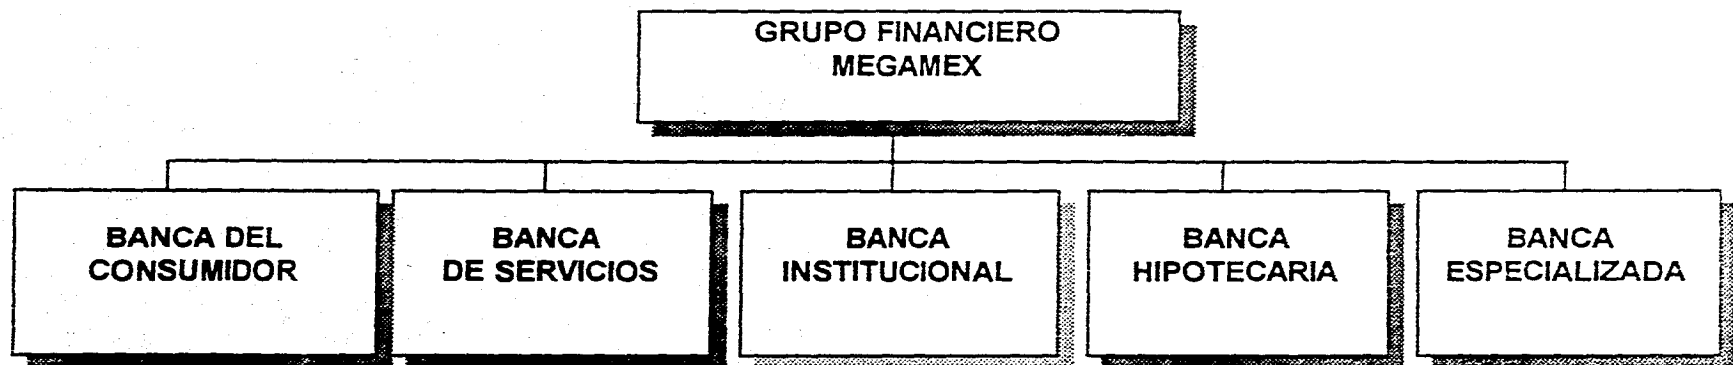 GRUPO FINANCIERO
MEGAMEX
BANCA DEL
CONSUMIDOR
BANCA
DE SERVICIOS
BANCA
INSTITUCIONAL
BANCA
HIPOTECARIA
BANCA
ESPECIALIZADA